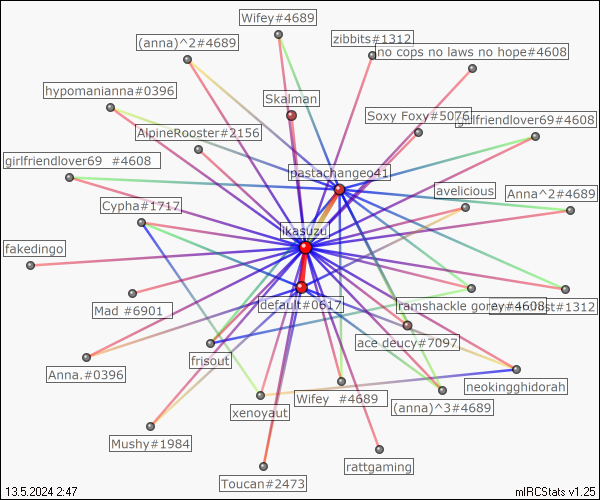 Wifey#4689
(anna)^2#4689
zibbits#1312
no cops no laws no hope#4608
hypomanianna#0396
Skalman
Soxy Foxy#5076
girlfriendlover69#4608
AlpineRooster#2156
girlfriendlover69 #4608
pastachangeo41
avelicious
Anna^2#4689
Cypha#1717
ikasuzu
fakedingo
Mad #6901
default#0617
ramshackle gorey#4608
#1312
ace deucy#7097
frisout
Anna.#0396
neokingghidorah
Wifey #4689
(anna)^3#4689
xenoyaut
Mushy#1984
rattgaming
Toucan#2473
13.5.2024 2:47
mIRCStats v1.25